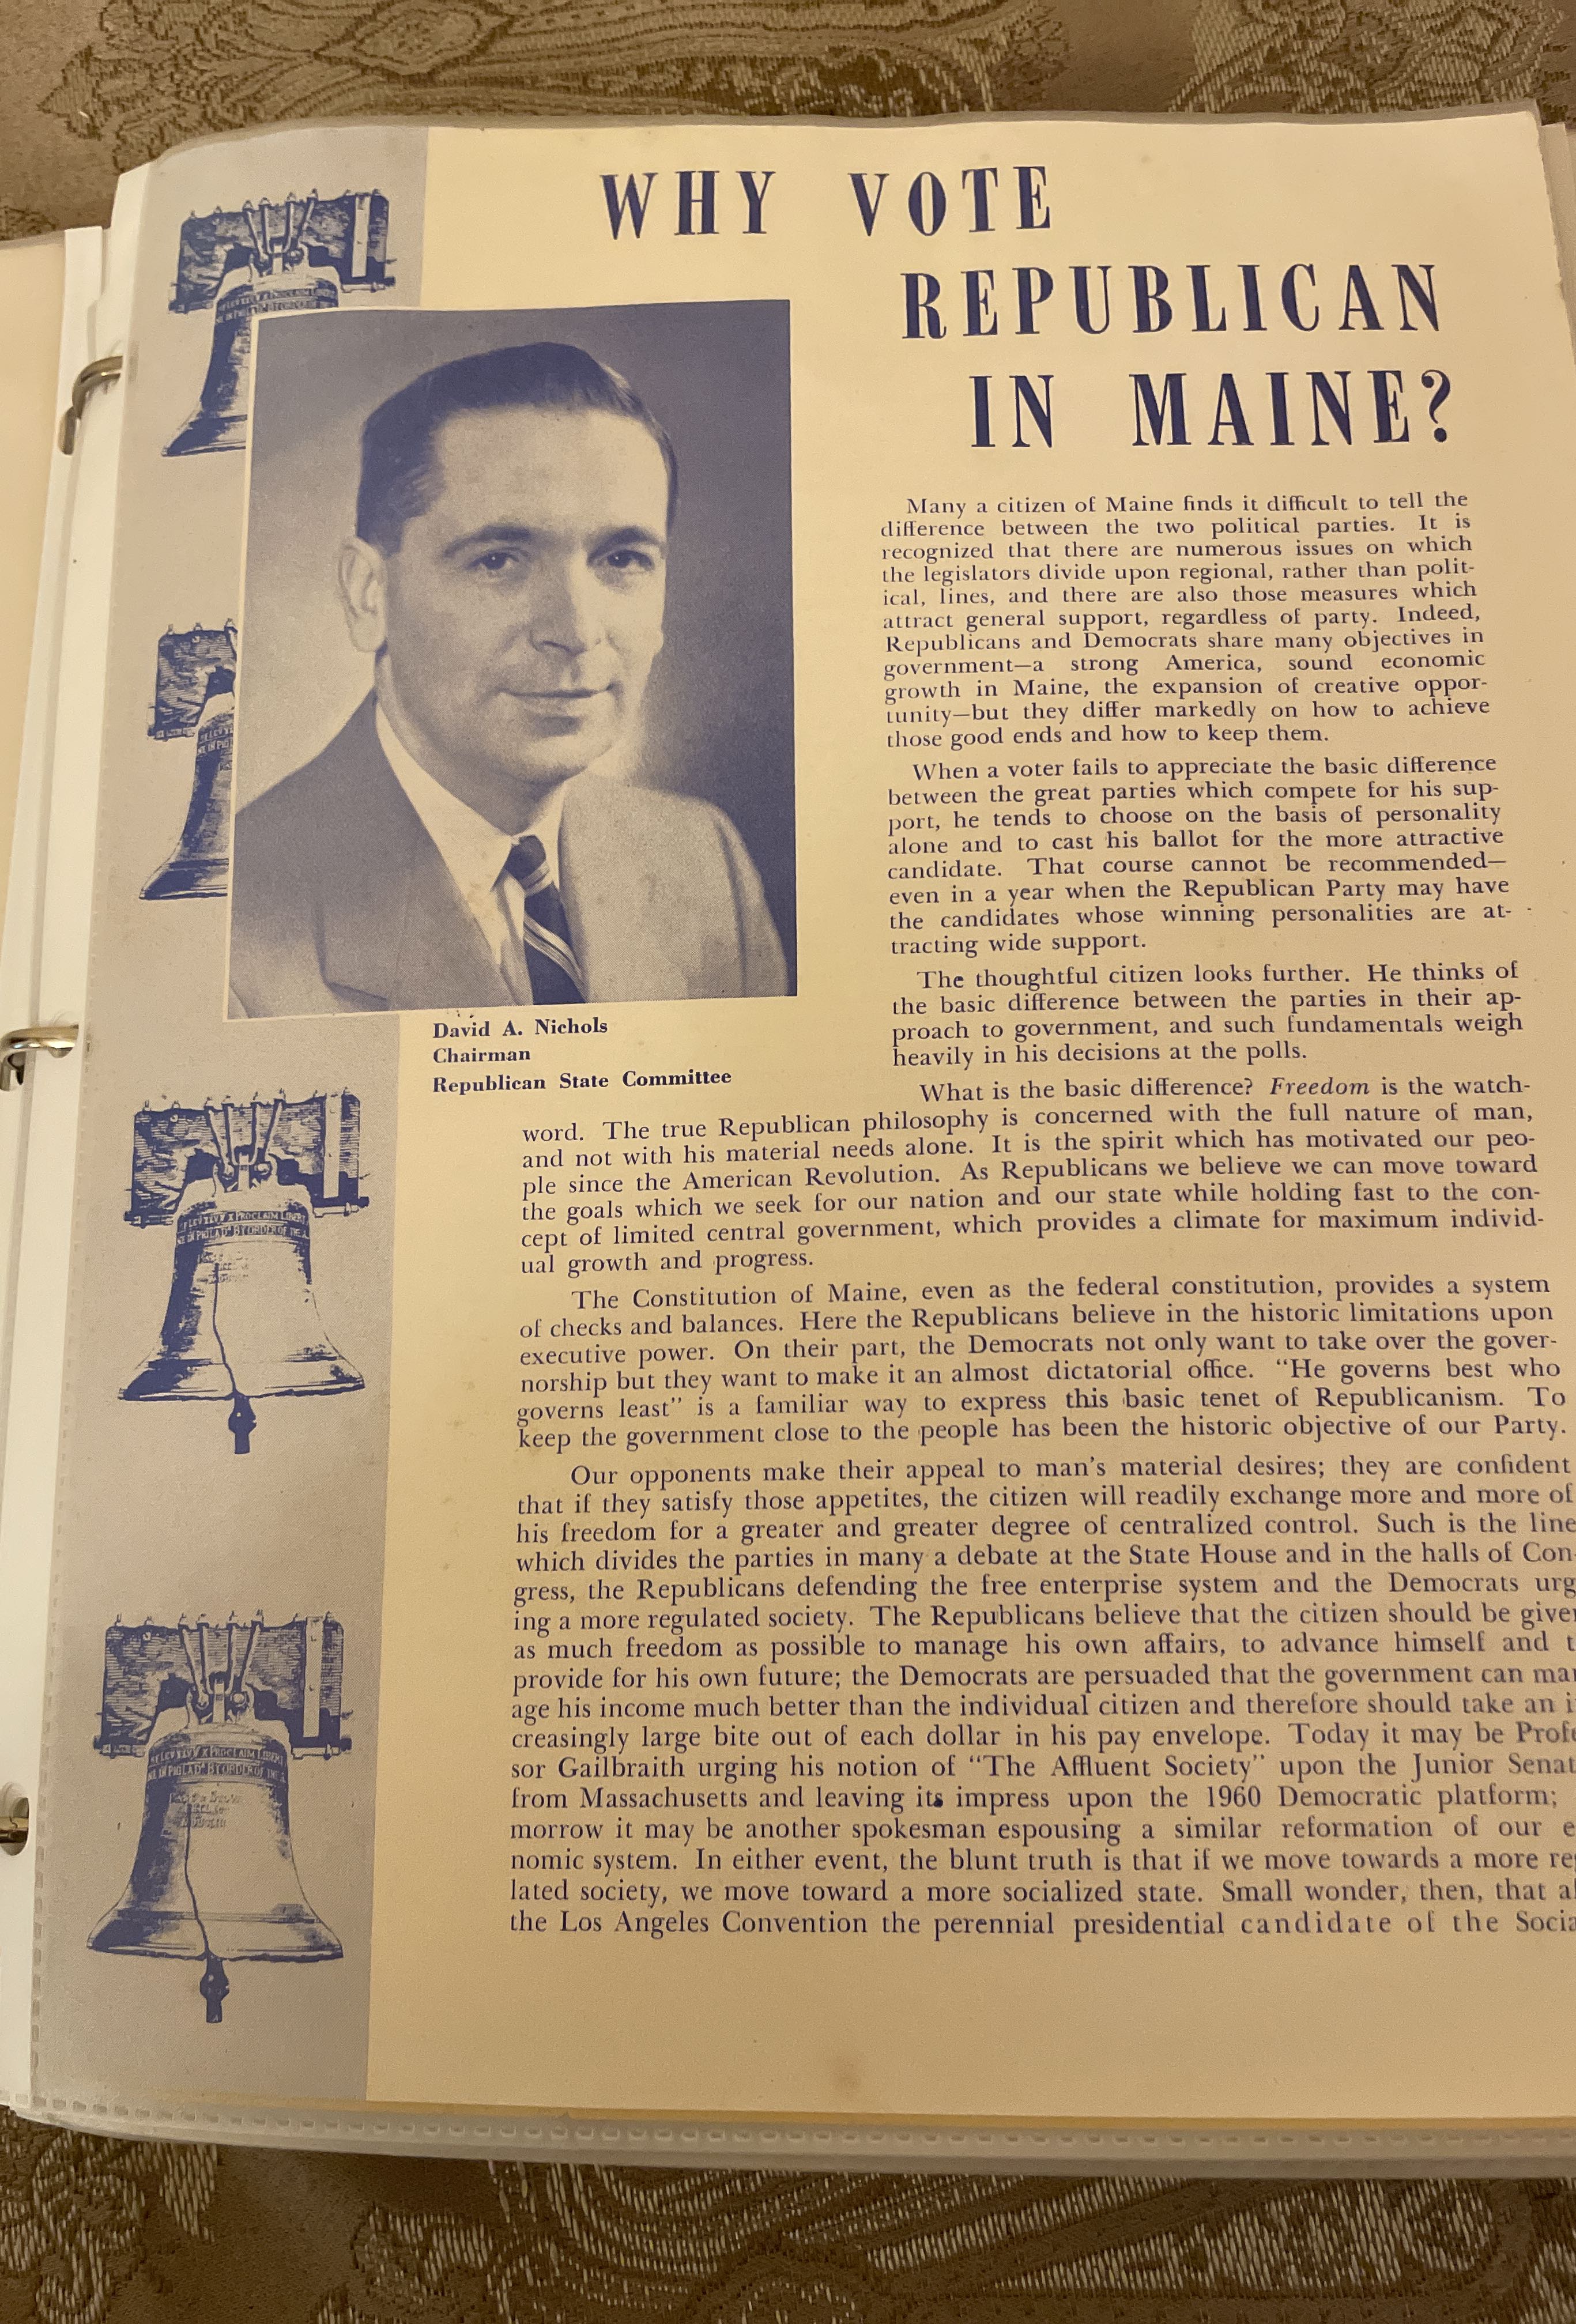 WHY VOTE
REPUBLICAN
IN MAINE?
Many a citizen of Maine finds it difficult to tell the
difference between the two political parties. It is
recognized that there are numerous issues on which
the legislators divide upon regional, rather than polit-
ical, lines, and there are also those measures which
attract general support, regardless of party. Indeed,
Republicans and Democrats share many objectives in
government—a strong America, sound economic
growth in Maine, the expansion of creative oppor-
tunity—but they differ markedly on how to achieve
those good ends and how to keep them.
When a voter fails to appreciate the basic difference
between the great parties which compete for his sup-
port, he tends to choose on the basis of personality
alone and to cast his ballot for the more attractive
candidate. That course cannot be recommended—
even in a year when the Republican Party may have
the candidates whose winning personalities are at-
tracting wide support.
The thoughtful citizen looks further. He thinks of
the basic difference between the parties in their ap-
proach to government, and such fundamentals weigh
heavily in his decisions at the polls.
David A. Nichols
Chairman
Republican State Committee
What is the basic difference? Freedom is the watch-
word. The true Republican philosophy is concerned with the full nature of man,
and not with his material needs alone. It is the spirit which has motivated our peo-
ple since the American Revolution. As Republicans we believe we can move toward
the goals which we seek for our nation and our state while holding fast to the con-
cept of limited central government, which provides a climate for maximum individ-
ual growth and progress.
The Constitution of Maine, even as the federal constitution, provides a system
of checks and balances. Here the Republicans believe in the historic limitations upon
executive power. On their part, the Democrats not only want to take over the gover-
norship but they want to make it an almost dictatorial office. “He governs best who
governs least” is a familiar way to express this basic tenet of Republicanism. To
keep the government close to the people has been the historic objective of our Party.
Our opponents make their appeal to man’s material desires; they are confident
that if they satisfy those appetites, the citizen will readily exchange more and more of
his freedom for a greater and greater degree of centralized control. Such is the line
which divides the parties in many a debate at the State House and in the halls of Con-
gress, the Republicans defending the free enterprise system and the Democrats urg
ing a more regulated society. The Republicans believe that the citizen should be give
as much freedom as possible to manage his own affairs, to advance himself and t
provide for his own future; the Democrats are persuaded that the government can ma
age his income much better than the individual citizen and therefore should take an i
creasingly large bite out of each dollar in his pay envelope. Today it may be Profe
sor Gailbraith urging his notion of “The Affluent Society” upon the Junior Senat
from Massachusetts and leaving its impress upon the 1960 Democratic platform;
morrow it may be another spokesman espousing a similar reformation of our e
nomic system. In either event, the blunt truth is that if we move towards a more re
lated society, we move toward a more socialized state. Small wonder, then, that a
the Los Angeles Convention the perennial presidential candidate of the Socia